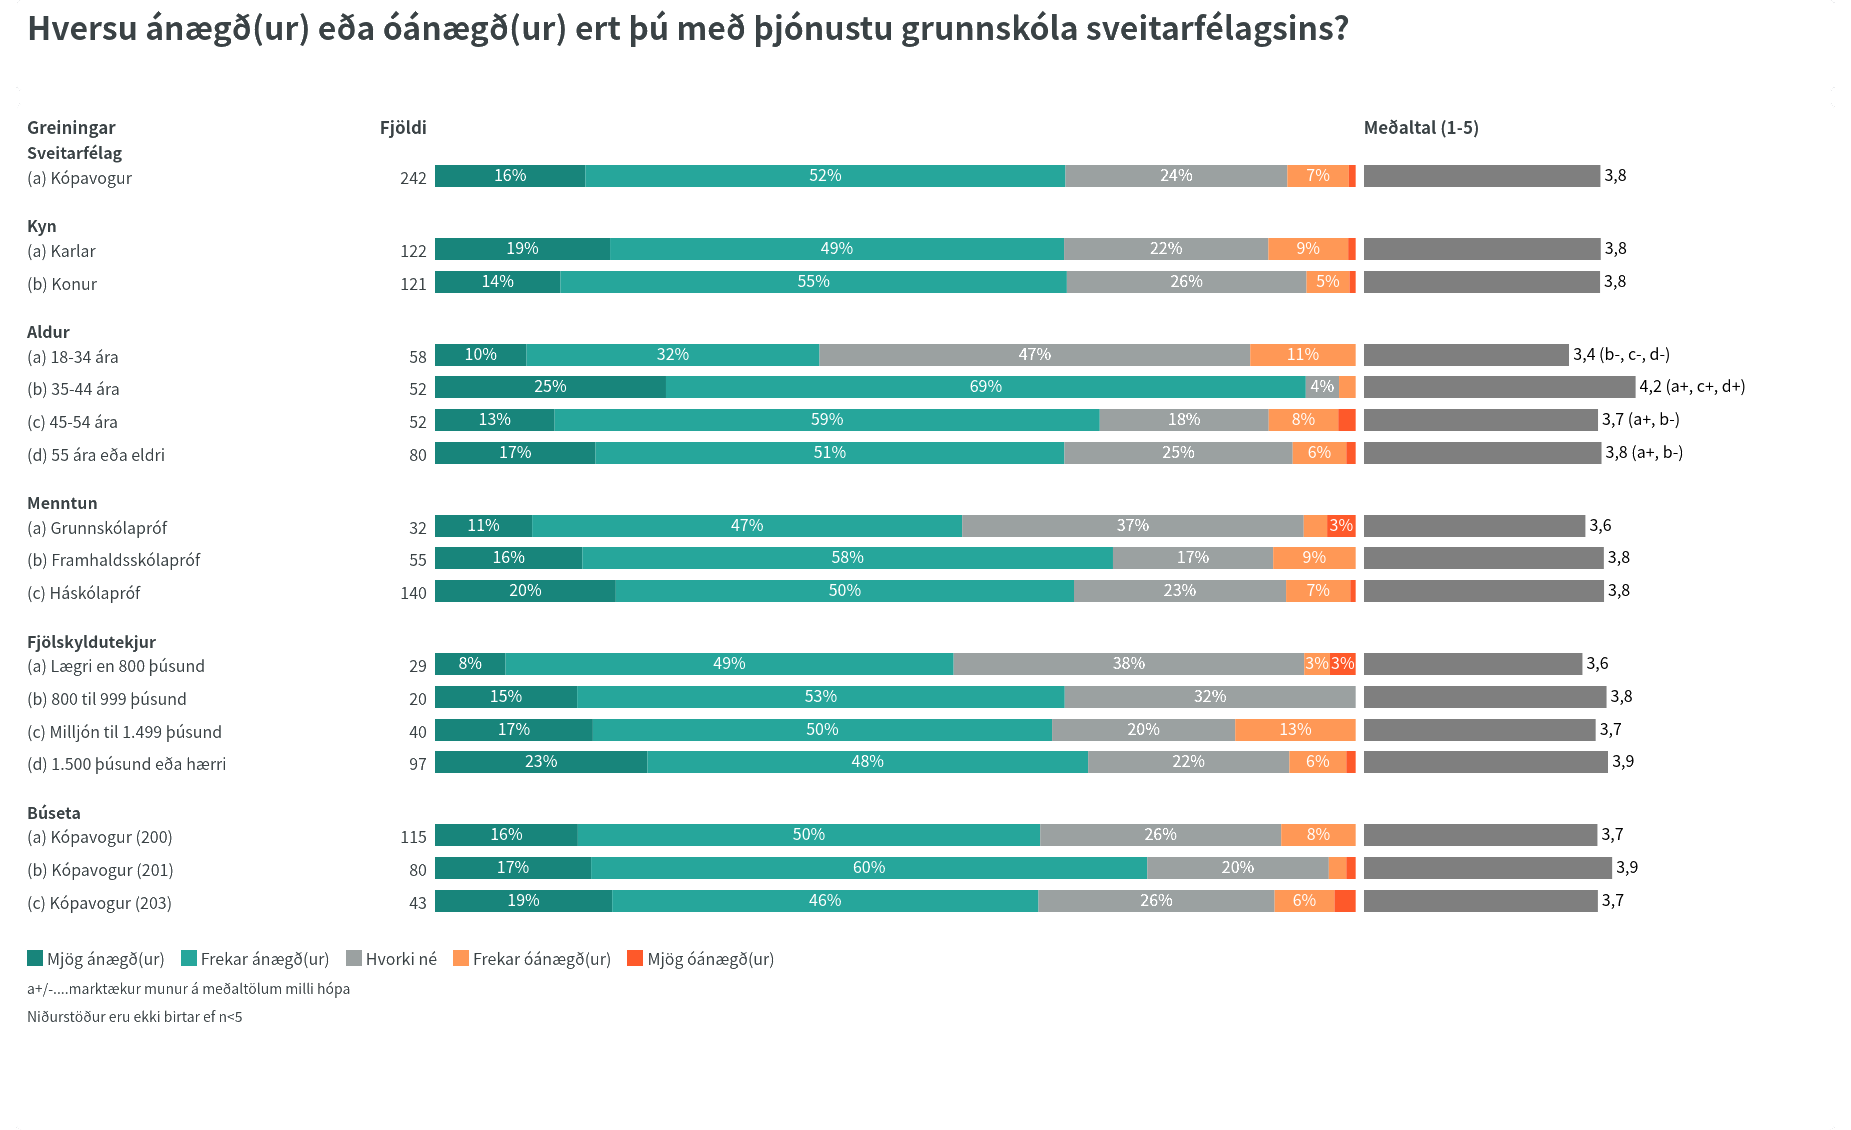 Hversu ánægð(ur) eða óánægð(ur) ert þú með þjónustu grunnskóla sveitarfélagsins?
Greiningar Fjöldi Meðaltal (1-5)
Sveitarfélag
(a) Kópavogur 242 16% 52% 24% 7% 3,8
Kyn
(a) Karlar 122 19% 49% 22% 9% 3,8
(b) Konur 121 14% 55% 26% 5% 3,8
Aldur
(a) 18-34 ára 58 10% 32% 47% 11% 3,4 (b-, c-, d-)
(b) 35-44 ára 52 25% 69% 4% 4,2 (a+, c+, d+)
(c) 45-54 ára 52 13% 59% 18% 8% 3,7 (a+, b-)
(d) 55 ára eða eldri 80 17% 51% 25% 6% 3,8 (a+, b-)
Menntun
(a) Grunnskólapróf 32 11% 47% 37% 3% 3,6
(b) Framhaldsskólapróf 55 16% 58% 17% 9% 3,8
(c) Háskólapróf 140 20% 50% 23% 7% 3,8
Fjölskyldutekjur
(a) Lægri en 800 þúsund 29 8% 49% 38% 3% 3% 3,6
(b) 800 til 999 þúsund 20 15% 53% 32% 3,8
(c) Milljón til 1.499 þúsund 40 17% 50% 20% 13% 3,7
(d) 1.500 þúsund eða hærri 97 23% 48% 22% 6% 3,9
Búseta
(a) Kópavogur (200) 115 16% 50% 26% 8% 3,7
(b) Kópavogur (201) 80 17% 60% 20% 3,9
(c) Kópavogur (203) 43 19% 46% 26% 6% 3,7
Mjög ánægð(ur) Frekar ánægð(ur) Hvorki né Frekar óánægð(ur) Mjög óánægð(ur)
a+/-....marktækur munur á meðaltölum milli hópa
Niðurstöður eru ekki birtar ef n<5